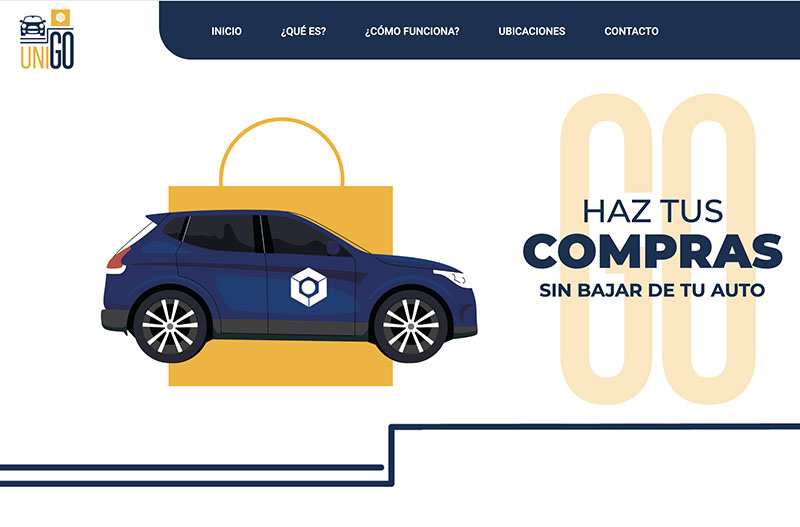 UNIGO
INICIO
¿QUÉ ES?
¿CÓMO FUNCIONA?
UBICACIONES
CONTACTO
GO
HAZ TUS
COMPRAS
SIN BAJAR DE TU AUTO